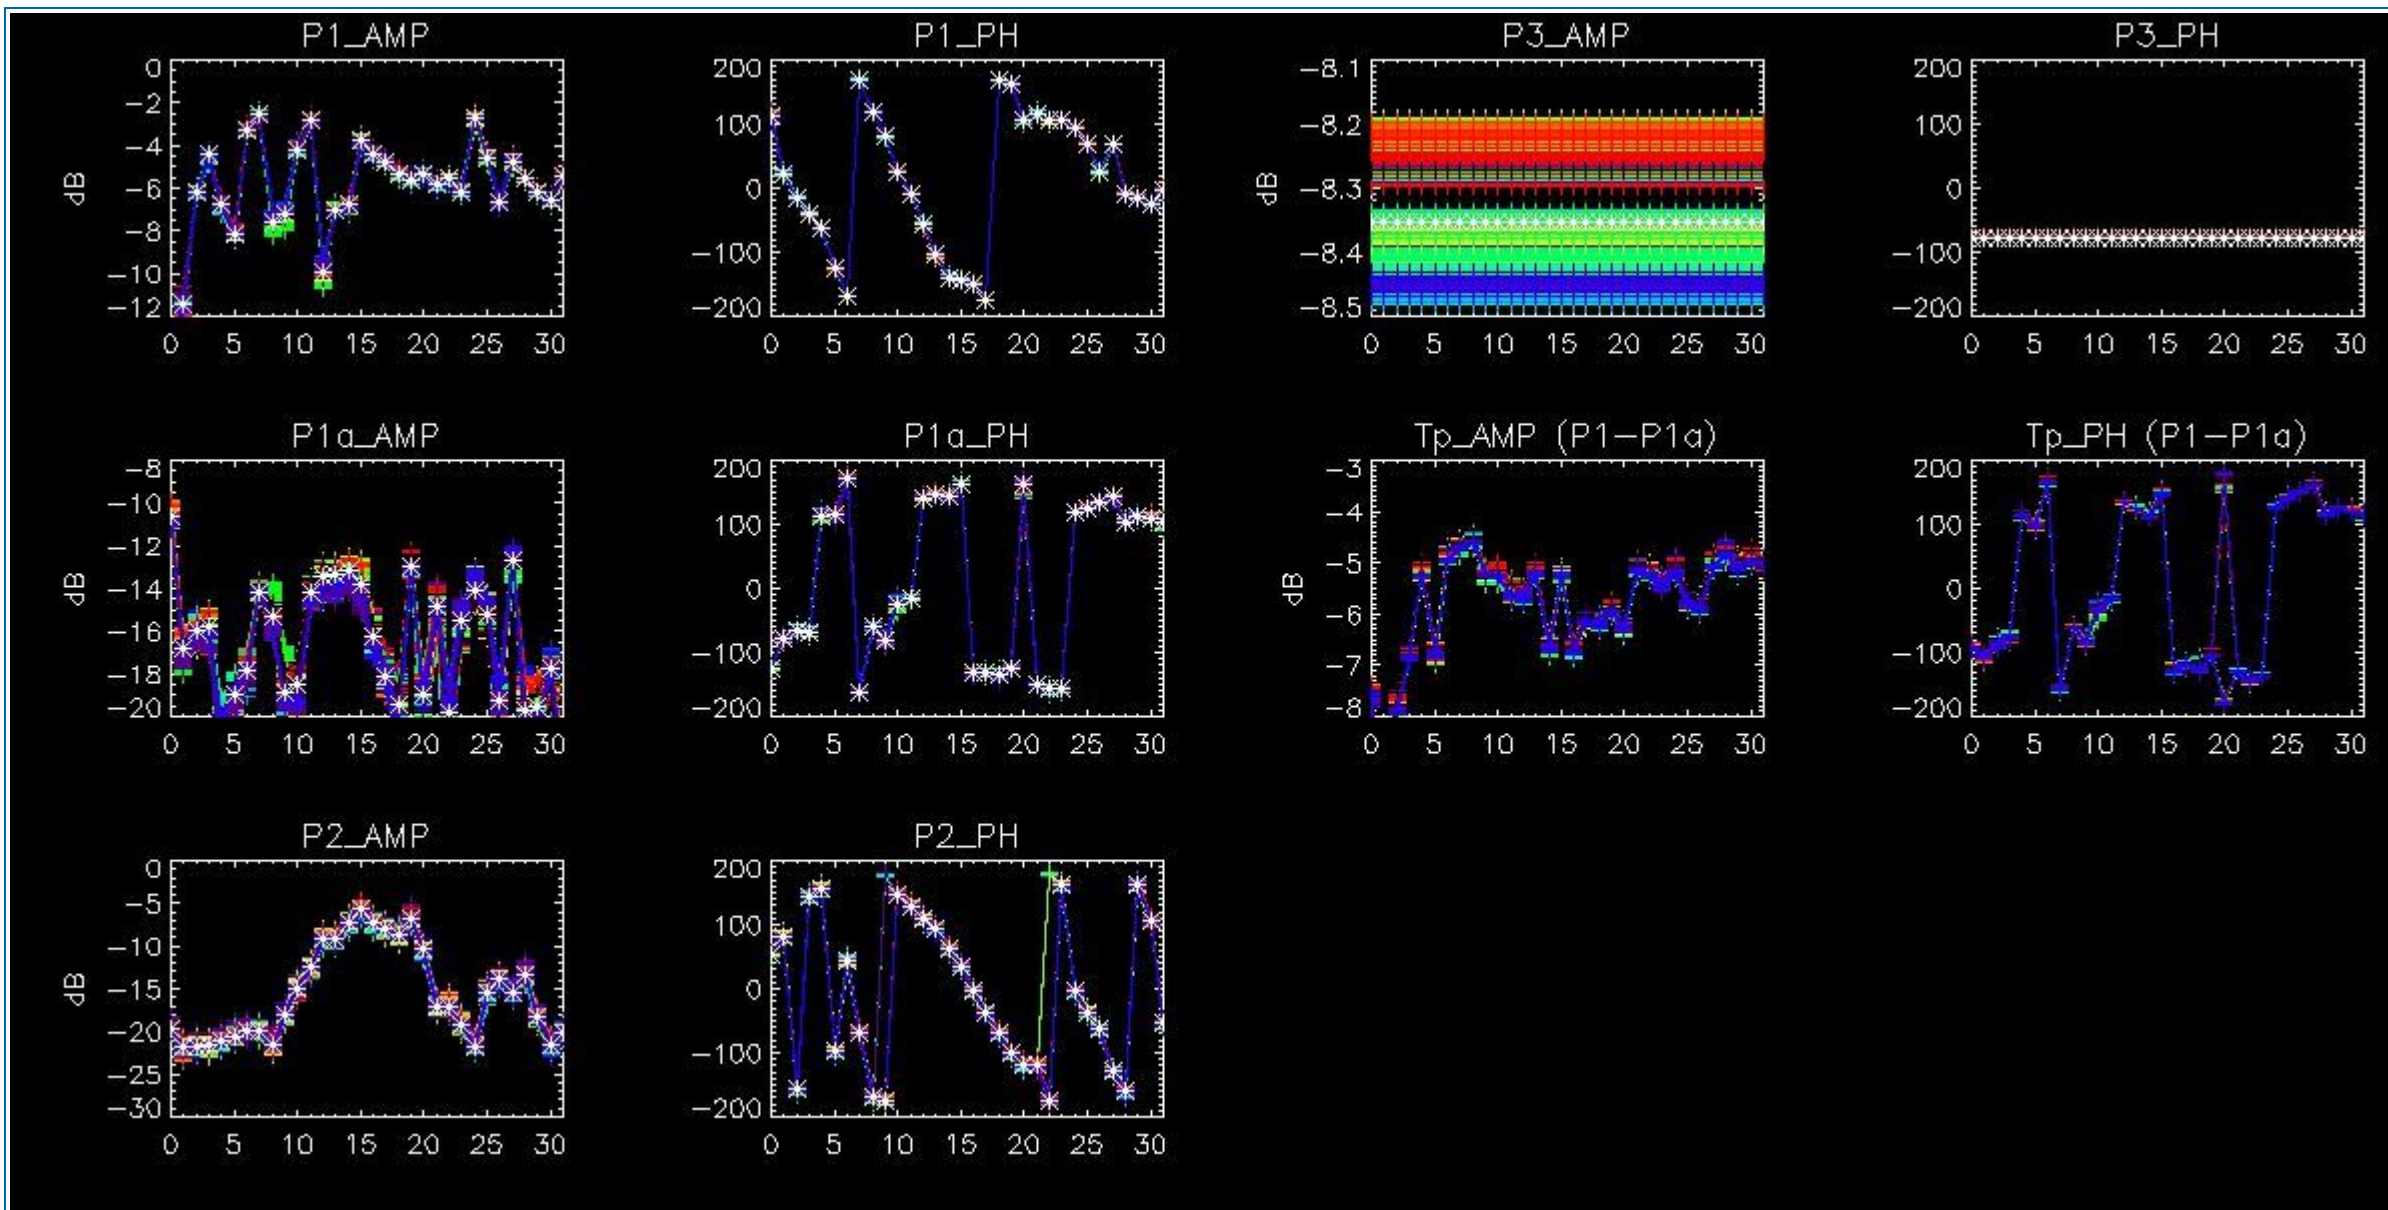 P1_AMP
P1_PH
P3_AMP
P3_PH
0
−2
−4
−6
−8
−10
−12
dB
0 5 10 15 20 25 30
200
100
0
−100
−200
0 5 10 15 20 25 30
−8.1
−8.2
−8.3
−8.4
−8.5
dB
0 5 10 15 20 25 30
200
100
0
−100
−200
0 5 10 15 20 25 30
P1a_AMP
P1a_PH
Tp_AMP (P1−P1a)
Tp_PH (P1−P1a)
−8
−10
−12
−14
−16
−18
−20
dB
0 5 10 15 20 25 30
200
100
0
−100
−200
0 5 10 15 20 25 30
−3
−4
−5
−6
−7
−8
dB
0 5 10 15 20 25 30
200
100
0
−100
−200
0 5 10 15 20 25 30
P2_AMP
P2_PH
0
−5
−10
−15
−20
−25
−30
dB
0 5 10 15 20 25 30
200
100
0
−100
−200
0 5 10 15 20 25 30